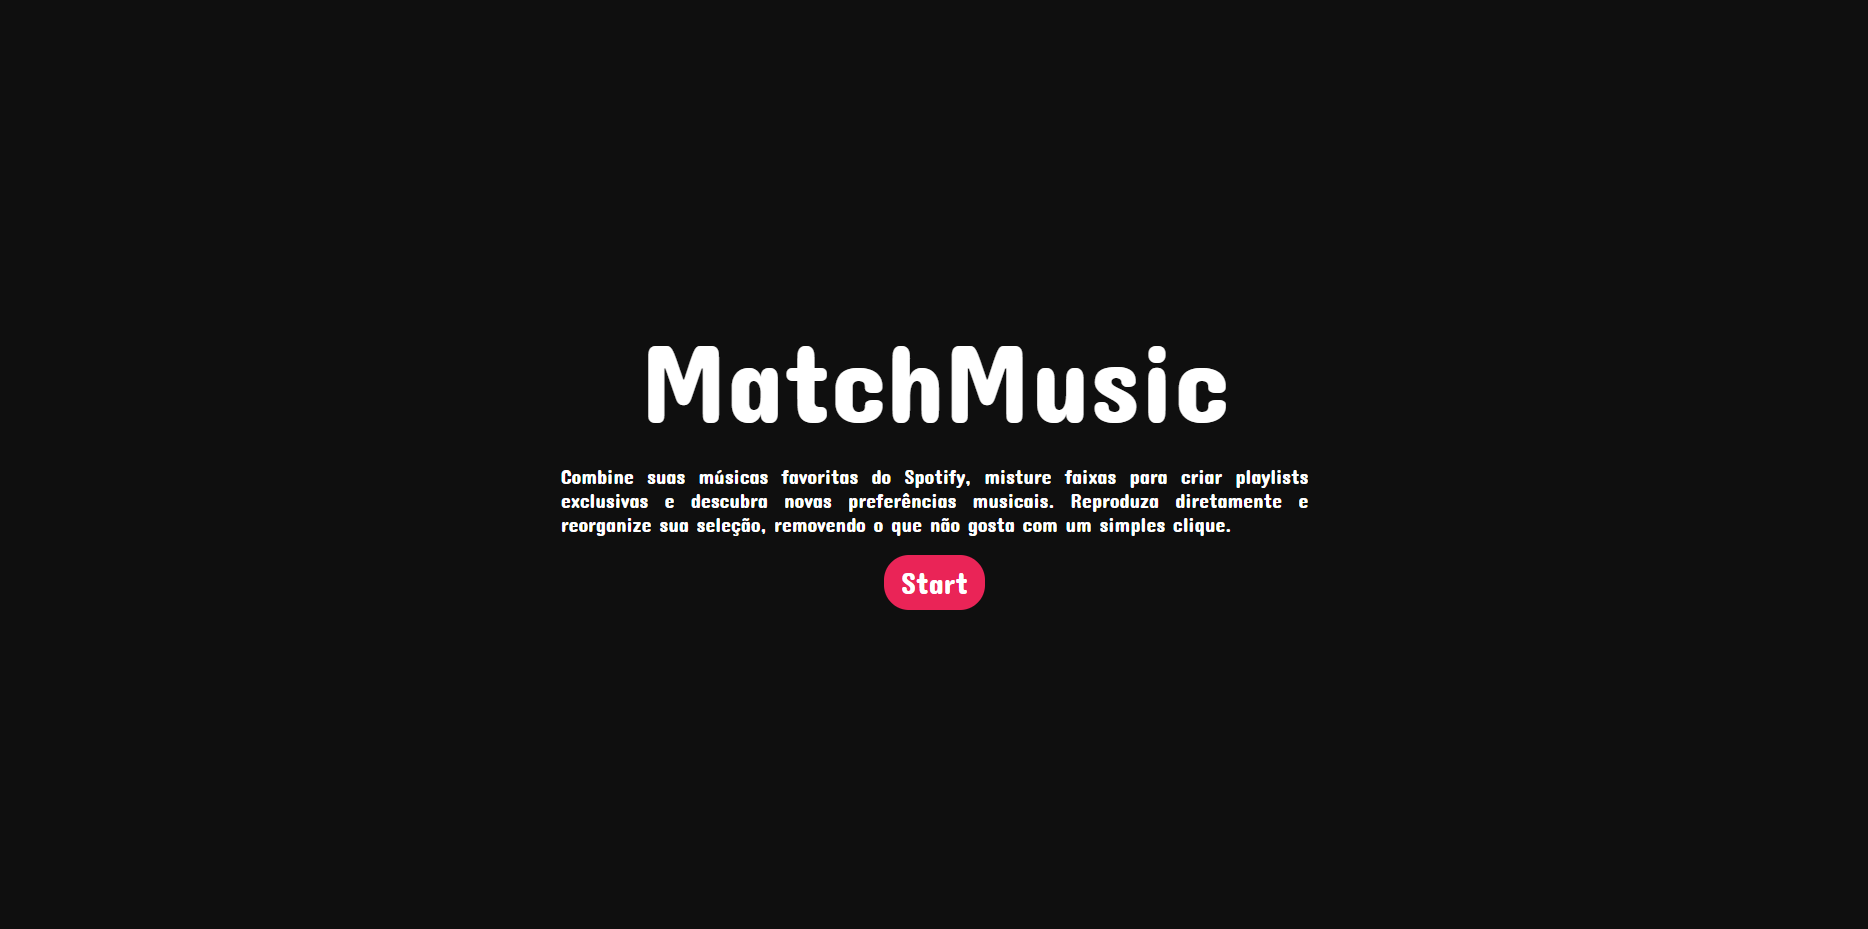 MatchMusic
Combine suas músicas favoritas do Spotify, misture faixas para criar playlists
exclusivas e descubra novas preferências musicais. Reproduza diretamente e
reorganize sua seleção, removendo o que não gosta com um simples clique.
Start